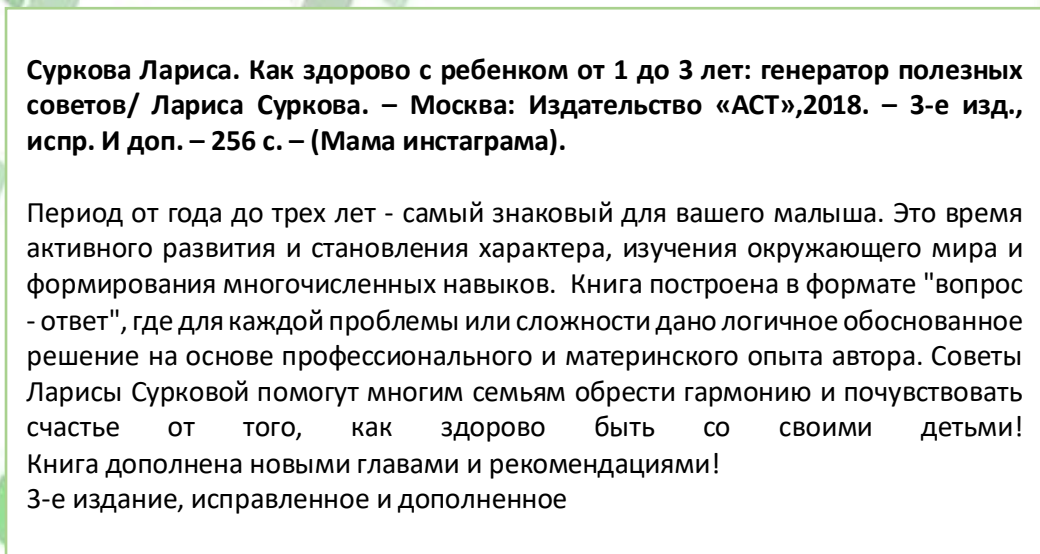 Суркова Лариса. Как здорово с ребенком от 1 до 3 лет: генератор полезных
советов/ Лариса Суркова. – Москва: Издательство «АСТ»,2018. – 3-е изд.,
испр. И доп. – 256 с. – (Мама инстаграма).
Период от года до трех лет - самый знаковый для вашего малыша. Это время
активного развития и становления характера, изучения окружающего мира и
формирования многочисленных навыков. Книга построена в формате "вопрос
- ответ", где для каждой проблемы или сложности дано логичное обоснованное
решение на основе профессионального и материнского опыта автора. Советы
Ларисы Сурковой помогут многим семьям обрести гармонию и почувствовать
счастье от того, как здорово быть со своими детьми!
Книга дополнена новыми главами и рекомендациями!
3-е издание, исправленное и дополненное